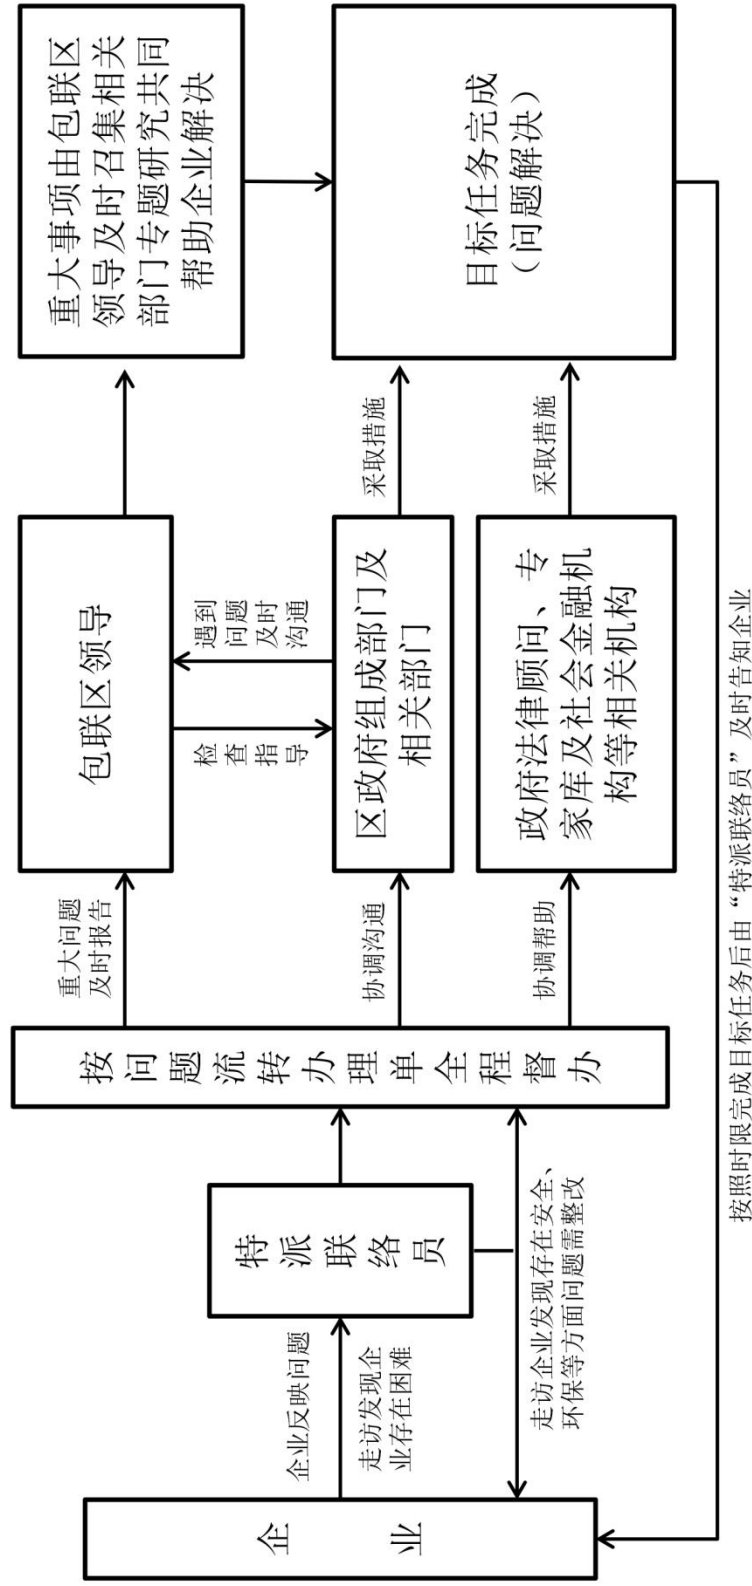 企业
企业反映问题
走访发现企
业存在困难
特派联络员
走访企业发现存在安全、
环保等方面问题需整改
按问题流转办理单全程督办
重大问题
及时报告
协调沟通
协调帮助
包联区领导
检查
指导
遇到
问题
及时
沟通
区政府组成部门及
相关部门
政府法律顾问、专
家库及社会金融机
构等相关机构
采取措施
采取措施
重大事项由包联区
领导及时召集相关
部门专题研究共同
帮助企业解决
目标任务完成
（问题解决）
按照时限完成目标任务后由“特派联络员”及时告知企业